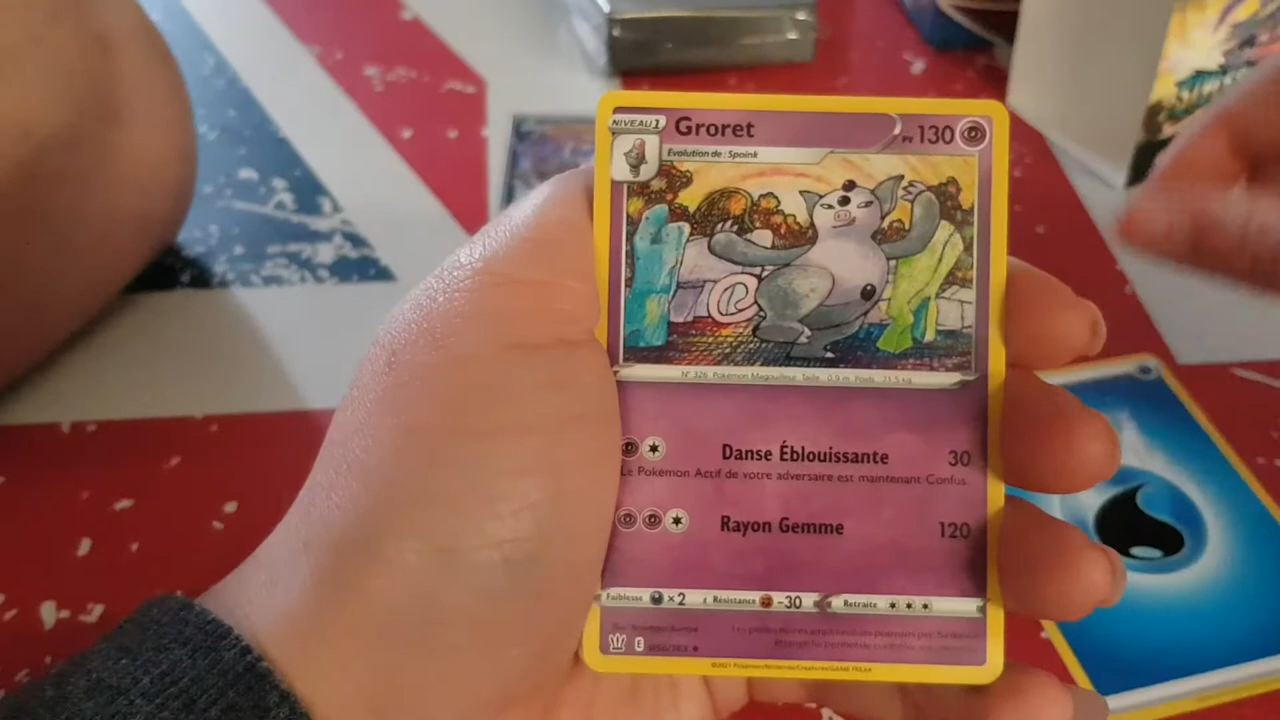 NIVEAU 1
Groret
PV 130
Évolution de : Spoink
N° 326 Pokémon Magouilleur Taille : 0,9 m Poids : 71,5 kg
Danse Éblouissante 30
Le Pokémon Actif de votre adversaire est maintenant Confus.
Rayon Gemme 120
Faiblesse ×2 Résistance -30 Retraite
E 056/163
©2021 Pokémon/Nintendo/Creatures/GAME FREAK